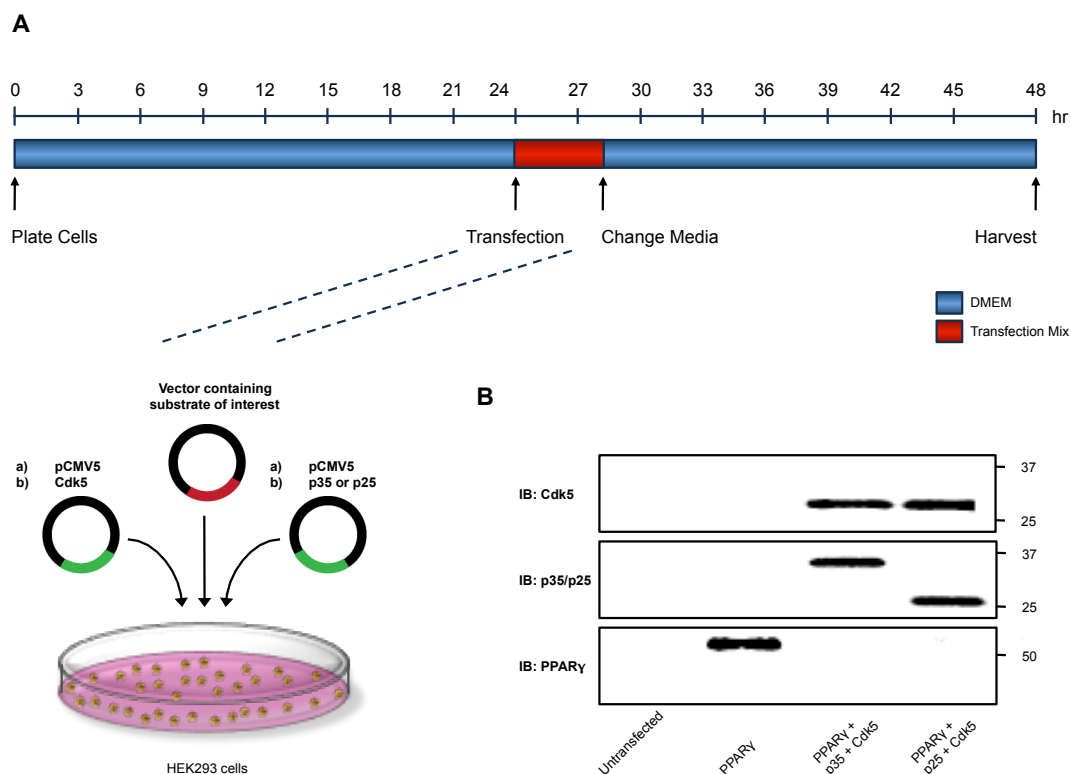 A
0 3 6 9 12 15 18 21 24 27 30 33 36 39 42 45 48
hr
Plate Cells
Transfection
Change Media
Harvest
DMEM
Transfection Mix
Vector containing
substrate of interest
a) pCMV5
b) Cdk5
a) pCMV5
b) p35 or p25
HEK293 cells
B
IB: Cdk5
37
25
IB: p35/p25
37
25
IB: PPARγ
50
Untransfected
PPARγ
PPARγ +
p35 + Cdk5
PPARγ +
p25 + Cdk5